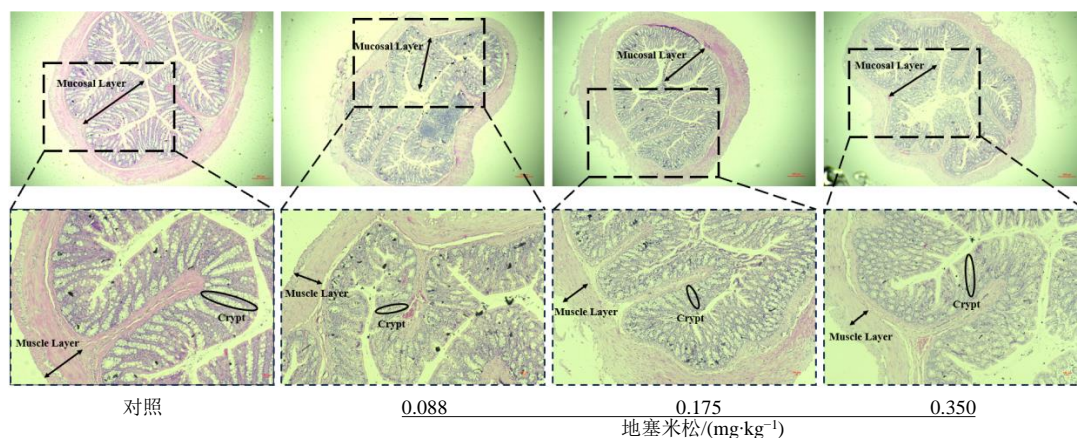 Mucosal Layer
Mucosal Layer
Mucosal Layer
Mucosal Layer
Muscle Layer
Crypt
Muscle Layer
Crypt
Muscle Layer
Crypt
Muscle Layer
Crypt
对照
0.088
0.175
0.350
地塞米松/(mg·kg⁻¹)